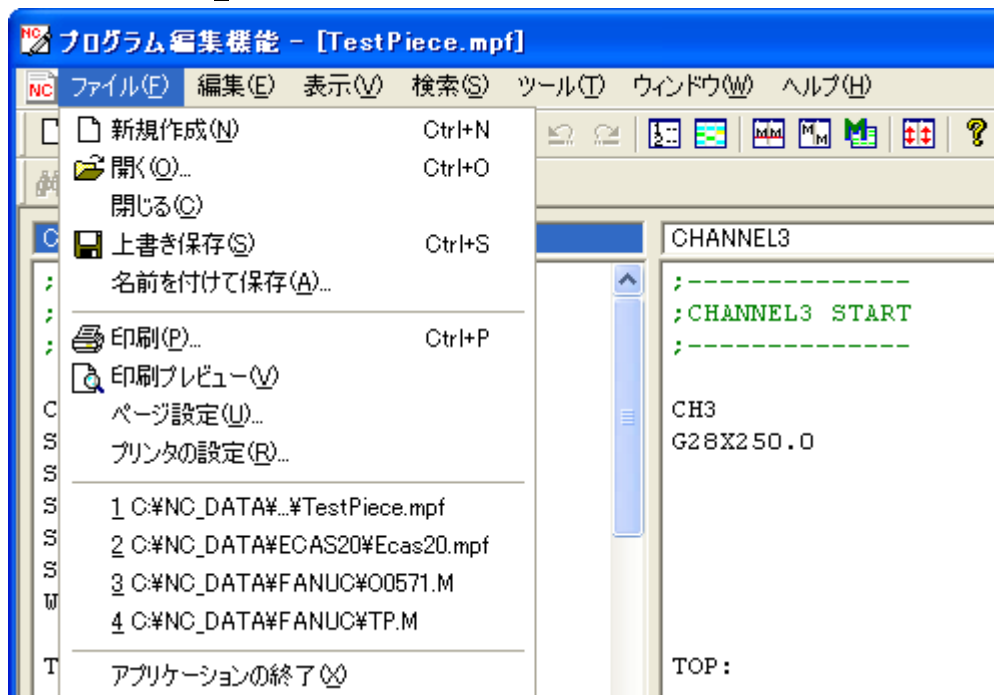 プログラム編集機能 - [TestPiece.mpf]
ファイル(F) 編集(E) 表示(V) 検索(S) ツール(T) ウィンドウ(W) ヘルプ(H)
新規作成(N) Ctrl+N
開く(O)... Ctrl+O
閉じる(C)
上書き保存(S) Ctrl+S
名前を付けて保存(A)...
印刷(P)... Ctrl+P
印刷プレビュー(V)
ページ設定(U)...
プリンタの設定(R)...
1 C:¥NC_DATA¥...¥TestPiece.mpf
2 C:¥NC_DATA¥ECAS20¥Ecas20.mpf
3 C:¥NC_DATA¥FANUC¥O0571.M
4 C:¥NC_DATA¥FANUC¥TP.M
アプリケーションの終了(X)
C
;
;
;
C
S
S
S
S
S
W
T
CHANNEL3
;--------------
;CHANNEL3 START
;--------------
CH3
G28X250.0
TOP: